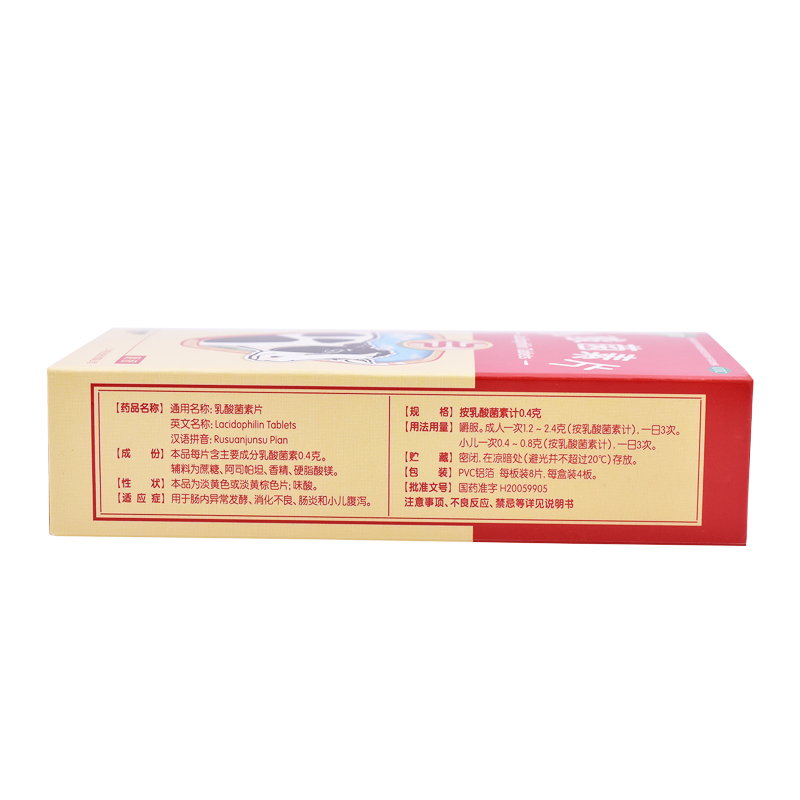 【药品名称】通用名称: 乳酸菌素片
英文名称: Lacidophilin Tablets
汉语拼音: Rusuanjunsu Pian
【成 份】本品每片含主要成分乳酸菌素0.4克。
辅料为蔗糖、阿司帕坦、香精、硬脂酸镁。
【性 状】本品为淡黄色或淡黄棕色片; 味酸。
【适 应 症】用于肠内异常发酵、消化不良、肠炎和小儿腹泻。
【规 格】按乳酸菌素计0.4克
【用法用量】嚼服。成人一次1.2~2.4克(按乳酸菌素计), 一日3次。
小儿一次0.4~0.8克(按乳酸菌素计), 一日3次。
【贮 藏】密闭, 在凉暗处(避光并不超过20℃)存放。
【包 装】PVC铝箔 每板装8片, 每盒装4板。
【批准文号】国药准字 H20059905
注意事项、不良反应、禁忌等详见说明书